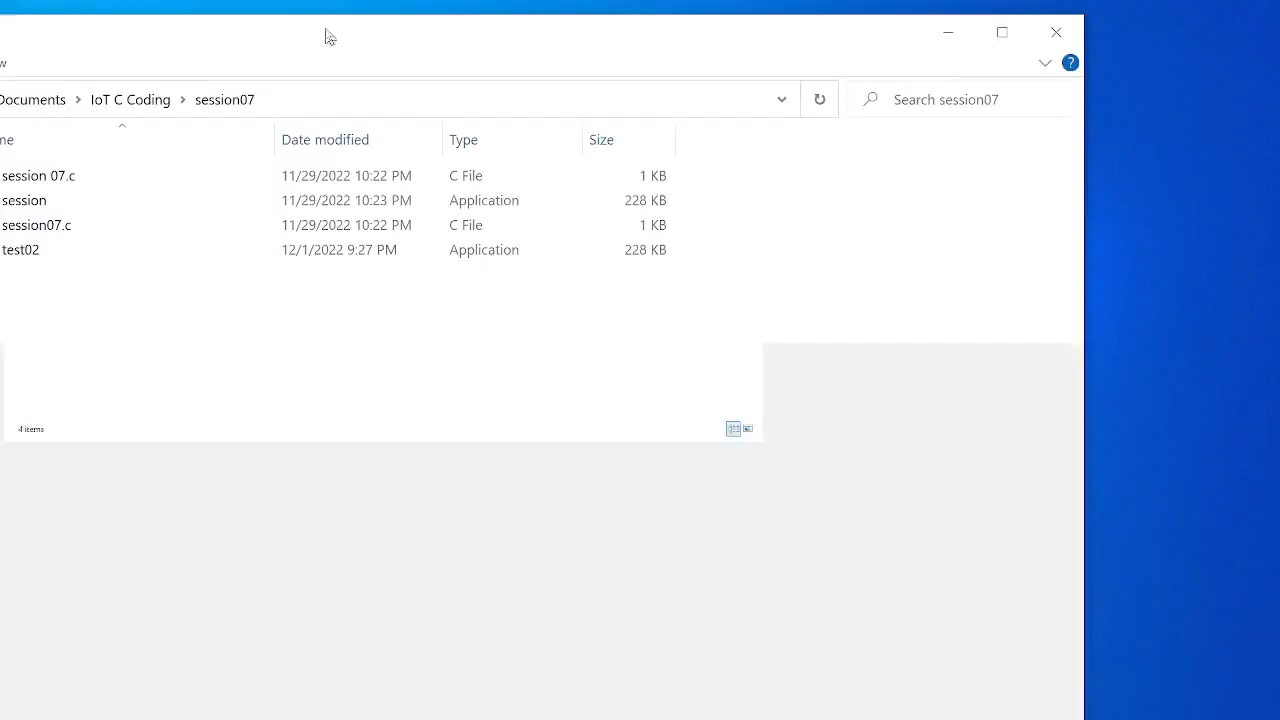 w
Documents > IoT C Coding > session07
Search session07
me Date modified Type Size
session 07.c 11/29/2022 10:22 PM C File 1 KB
session 11/29/2022 10:23 PM Application 228 KB
session07.c 11/29/2022 10:22 PM C File 1 KB
test02 12/1/2022 9:27 PM Application 228 KB
4 items